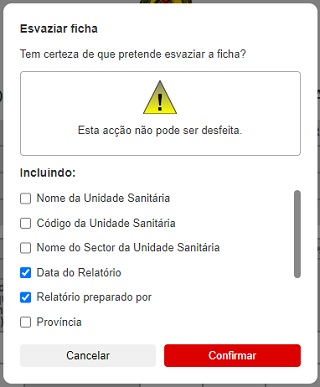 Esvaziar ficha
Tem certeza de que pretende esvaziar a ficha?
Esta acção não pode ser desfeita.
Incluindo:
Nome da Unidade Sanitária
Código da Unidade Sanitária
Nome do Sector da Unidade Sanitária
Data do Relatório
Relatório preparado por
Província
Cancelar
Confirmar